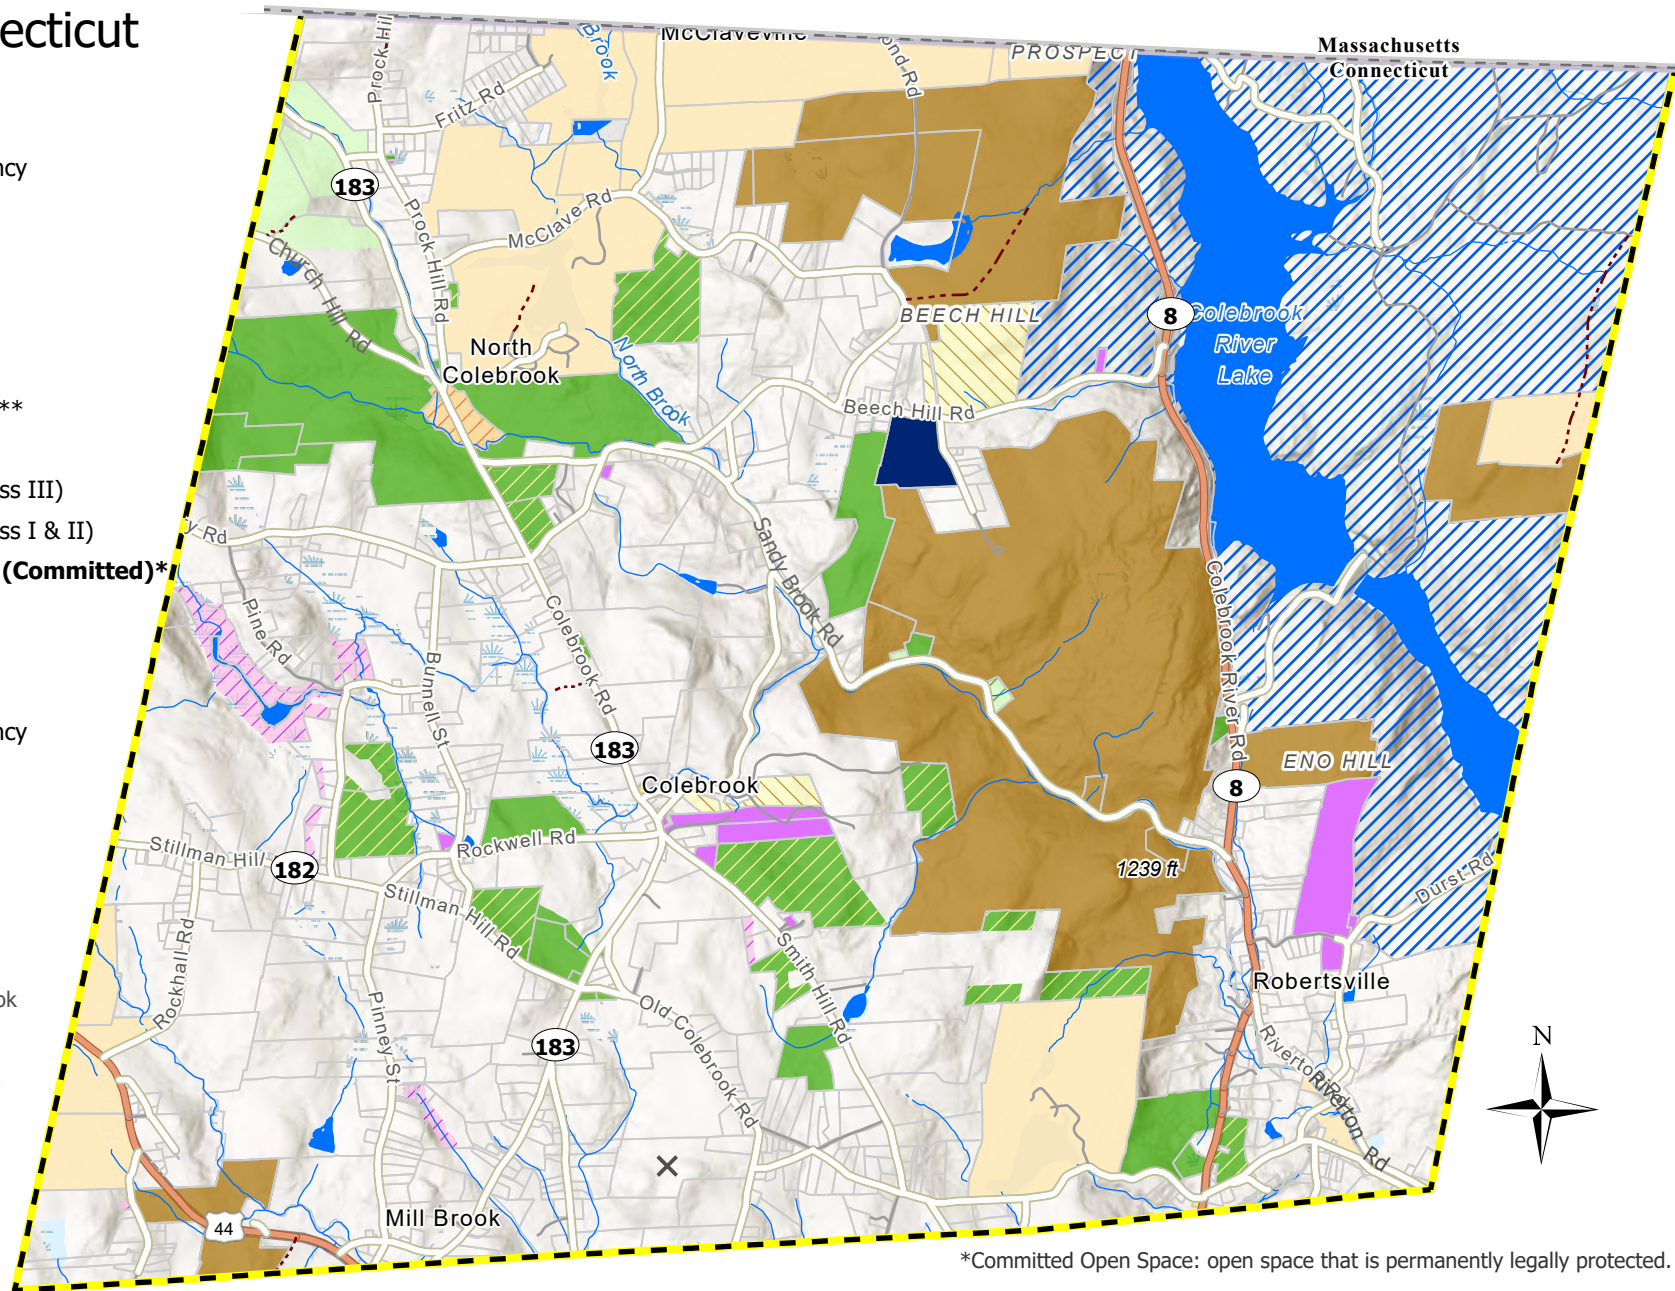 ecticut
ncy
**
ss III)
ss I & II)
(Committed)*
ncy
ok
Massachusetts
Connecticut
McClaveville
PROSPECT
Brook
Prock Hil
Fritz Rd
ond Rd
183
McClave Rd
Prock Hill Rd
Church Hill Rd
BEECH HILL
8
Colebrook
River
Lake
North
Colebrook
North Brook
Beech Hill Rd
y Rd
Sandy Brook Rd
Pine Rd
Bunnell St
Colebrook Rd
Colebrook River Rd
183
Colebrook
ENO HILL
8
Stillman Hill
182
Rockwell Rd
1239 ft
Durst Rd
Stillman Hill Rd
Rockhall Rd
Smith Hill Rd
Robertsville
Pinney St
Old Colebrook Rd
183
Riverton Rd
Riverton Rd
N
44
Mill Brook
*Committed Open Space: open space that is permanently legally protected.